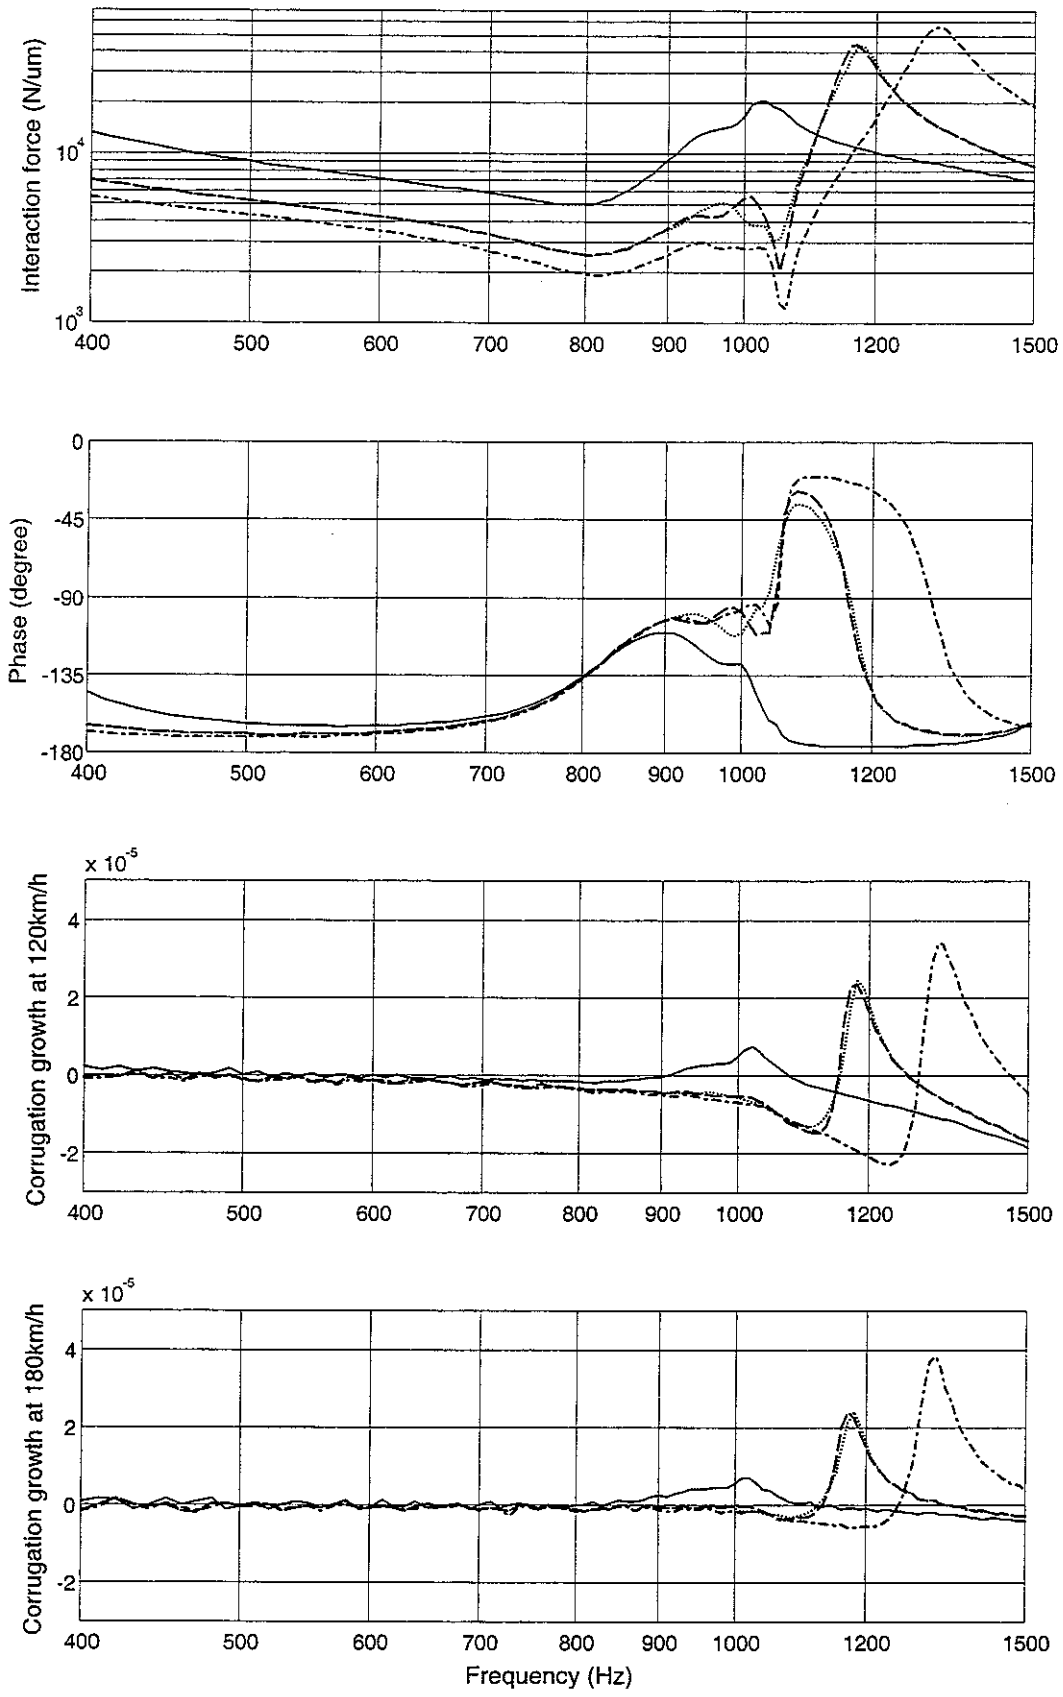 Interaction force (N/um)
10^4
10^3
400 500 600 700 800 900 1000 1200 1500
Phase (degree)
0
-45
-90
-135
-180
400 500 600 700 800 900 1000 1200 1500
x 10^-5
Corrugation growth at 120km/h
4
2
0
-2
400 500 600 700 800 900 1000 1200 1500
x 10^-5
Corrugation growth at 180km/h
4
2
0
-2
400 500 600 700 800 900 1000 1200 1500
Frequency (Hz)